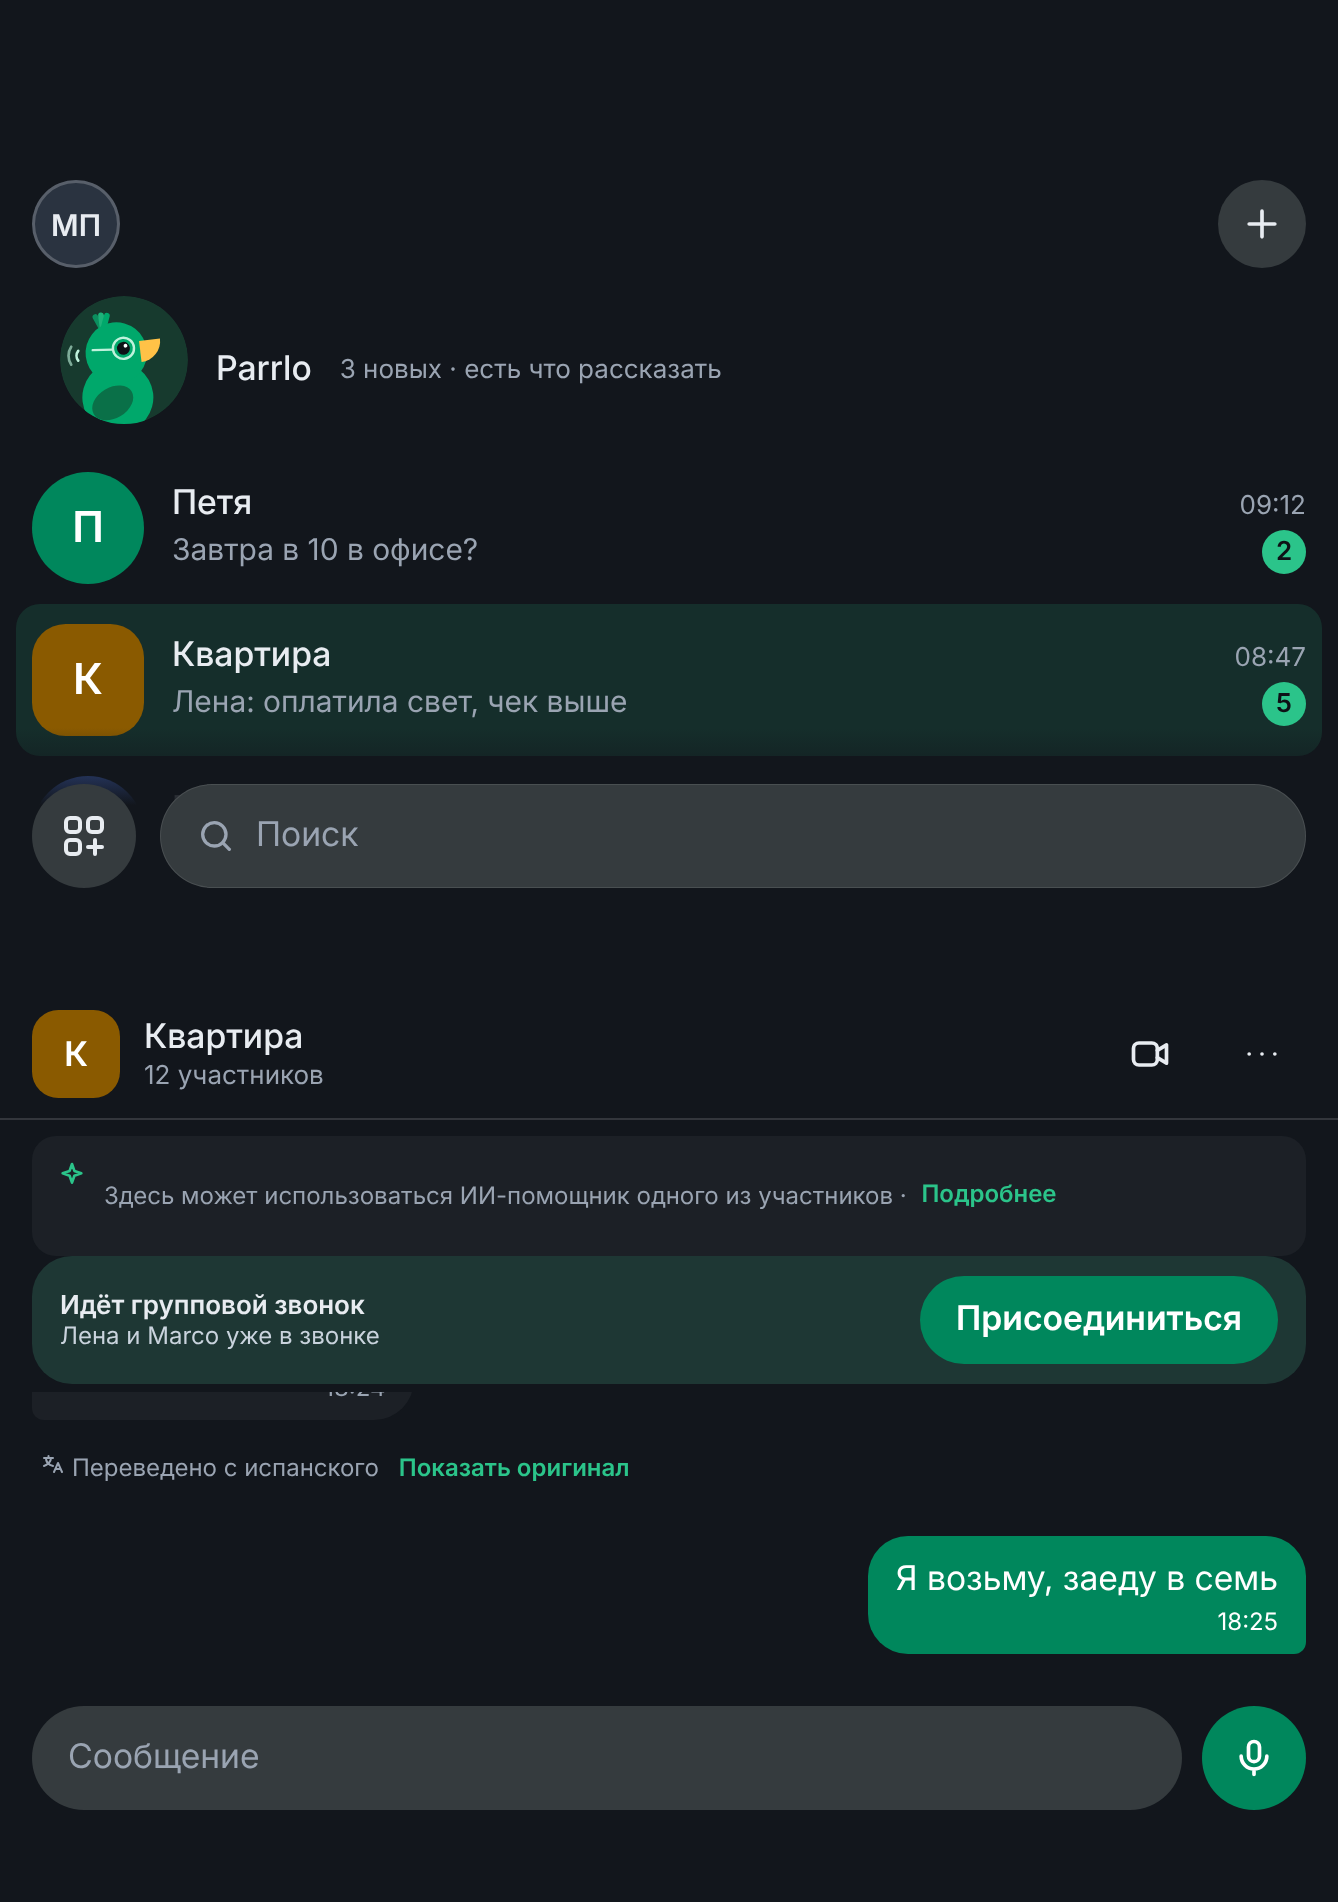 МП
Parrlo 3 новых · есть что рассказать
П
Петя 09:12
Завтра в 10 в офисе? 2
К
Квартира 08:47
Лена: оплатила свет, чек выше 5
Поиск
К
Квартира
12 участников
Здесь может использоваться ИИ-помощник одного из участников · Подробнее
Идёт групповой звонок
Лена и Marco уже в звонке
Присоединиться
Переведено с испанского Показать оригинал
Я возьму, заеду в семь
18:25
Сообщение